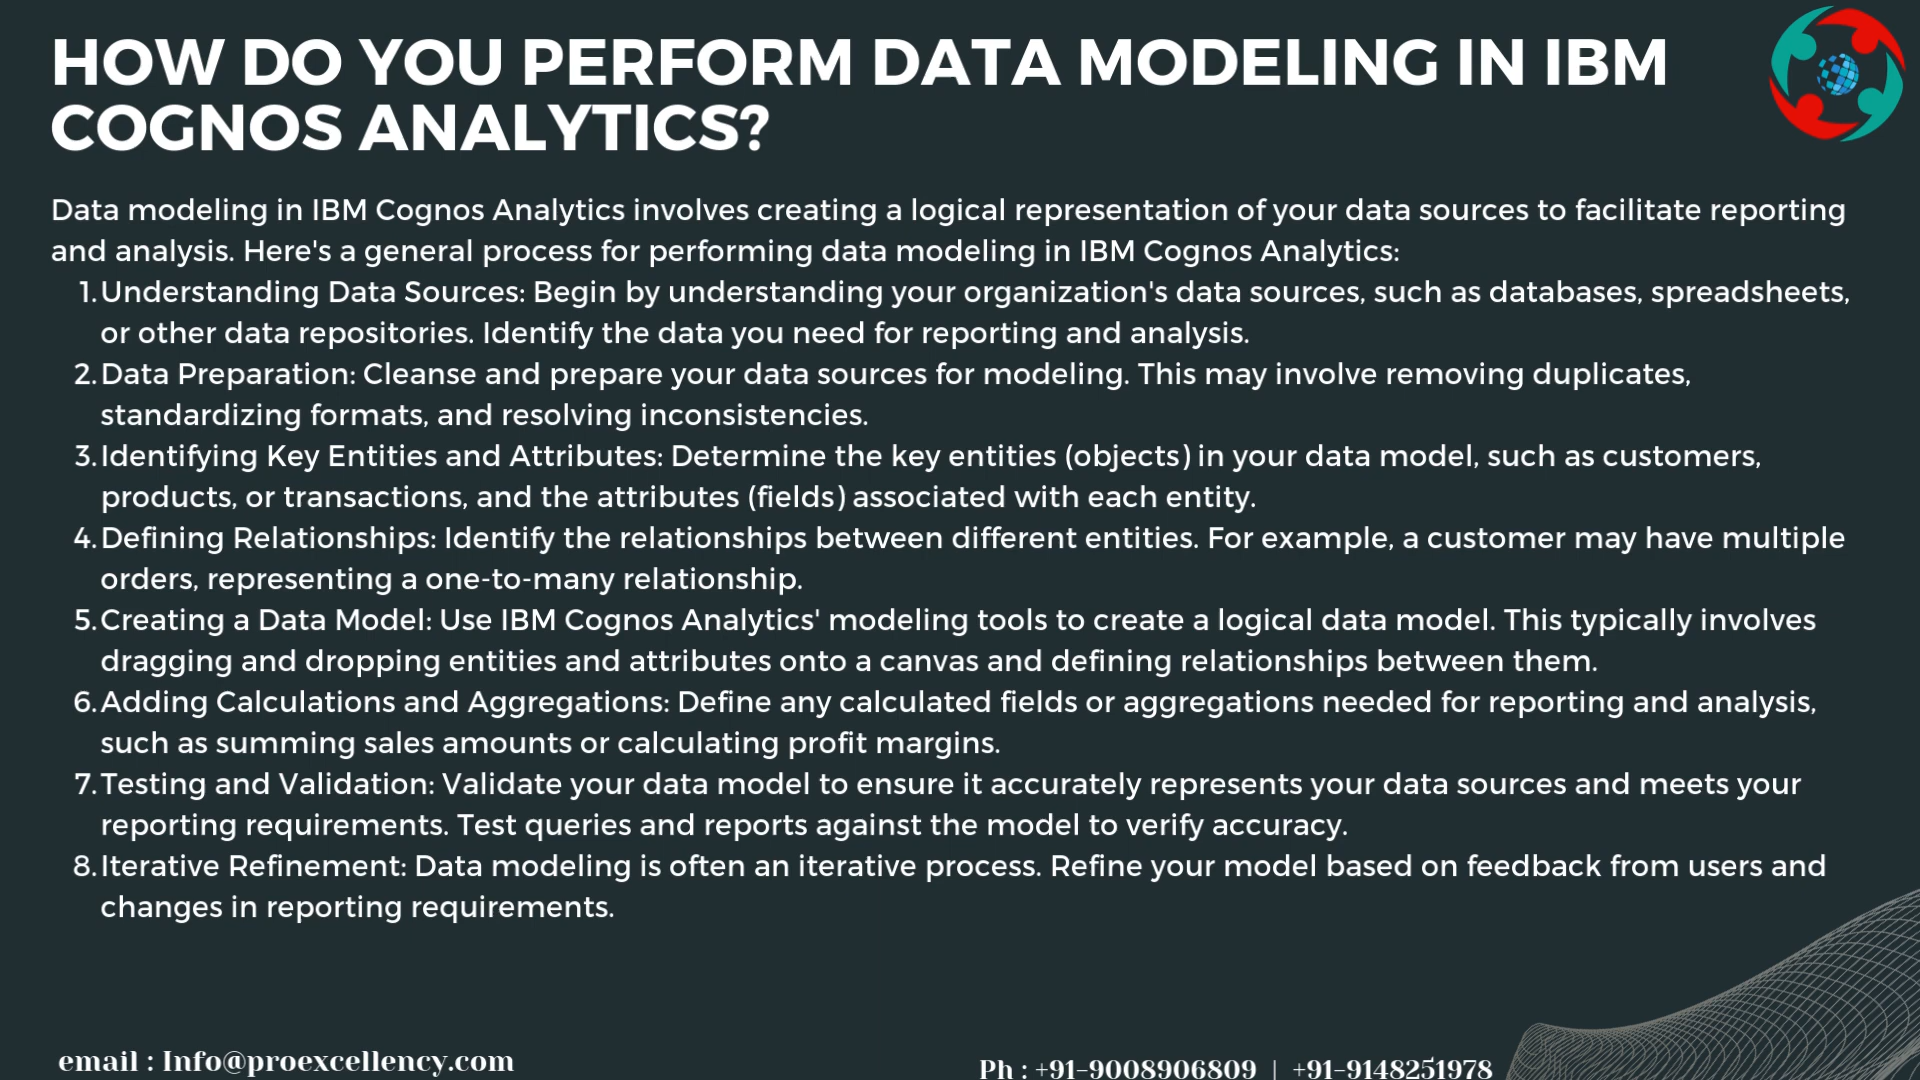 HOW DO YOU PERFORM DATA MODELING IN IBM
COGNOS ANALYTICS?
Data modeling in IBM Cognos Analytics involves creating a logical representation of your data sources to facilitate reporting
and analysis. Here's a general process for performing data modeling in IBM Cognos Analytics:
1. Understanding Data Sources: Begin by understanding your organization's data sources, such as databases, spreadsheets,
or other data repositories. Identify the data you need for reporting and analysis.
2. Data Preparation: Cleanse and prepare your data sources for modeling. This may involve removing duplicates,
standardizing formats, and resolving inconsistencies.
3. Identifying Key Entities and Attributes: Determine the key entities (objects) in your data model, such as customers,
products, or transactions, and the attributes (fields) associated with each entity.
4. Defining Relationships: Identify the relationships between different entities. For example, a customer may have multiple
orders, representing a one-to-many relationship.
5. Creating a Data Model: Use IBM Cognos Analytics' modeling tools to create a logical data model. This typically involves
dragging and dropping entities and attributes onto a canvas and defining relationships between them.
6. Adding Calculations and Aggregations: Define any calculated fields or aggregations needed for reporting and analysis,
such as summing sales amounts or calculating profit margins.
7. Testing and Validation: Validate your data model to ensure it accurately represents your data sources and meets your
reporting requirements. Test queries and reports against the model to verify accuracy.
8. Iterative Refinement: Data modeling is often an iterative process. Refine your model based on feedback from users and
changes in reporting requirements.
email : Info@proexcellency.com
Ph : +91-9008906809 | +91-9148251978